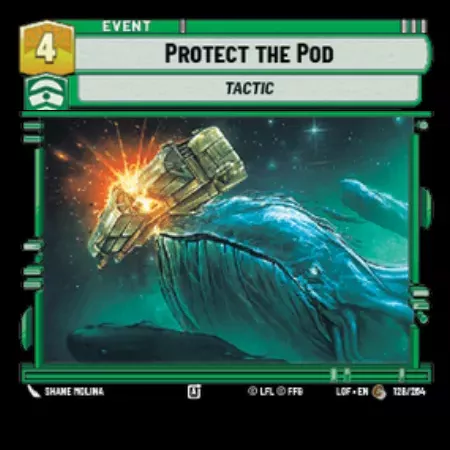 EVENT
4
PROTECT THE POD
TACTIC
SHANE MOLINA
A
© LFL © FFG
LOF • EN
128/264